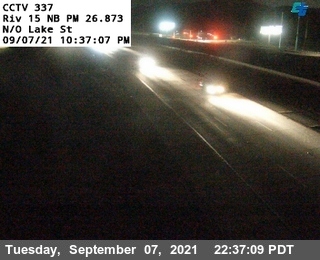 CCTV 337
Riv 15 NB PM 26.873
N/O Lake St
09/07/21 10:37:07 PM
Tuesday, September 07, 2021 22:37:09 PDT